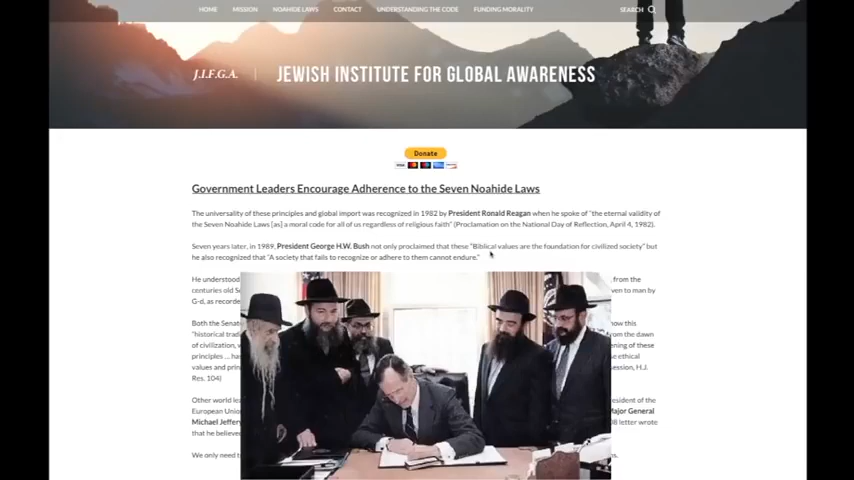 HOME MISSION NOAHIDE LAWS CONTACT UNDERSTANDING THE CODE FUNDING MORALITY SEARCH
J.I.F.G.A. | JEWISH INSTITUTE FOR GLOBAL AWARENESS
Donate
Government Leaders Encourage Adherence to the Seven Noahide Laws
The universality of these principles and global import was recognized in 1982 by President Ronald Reagan when he spoke of "the eternal validity of
the Seven Noahide Laws [as] a moral code for all of us regardless of religious faith" (Proclamation on the National Day of Reflection, April 4, 1982).
Seven years later, in 1989, President George H.W. Bush not only proclaimed that these "Biblical values are the foundation for civilized society" but
he also recognized that "A society that fails to recognize or adhere to them cannot endure."
He understood from the
centuries old S ven to man by
G-d, as recorde
Both the Senat now this
"historical tradi from the dawn
of civilization, v ening of these
principles ... ha e ethical
values and prin ession, H.J.
Res. 104)
Other world le resident of the
European Unio Major General
Michael Jeffery 08 letter wrote
that he believe
We only need t s.